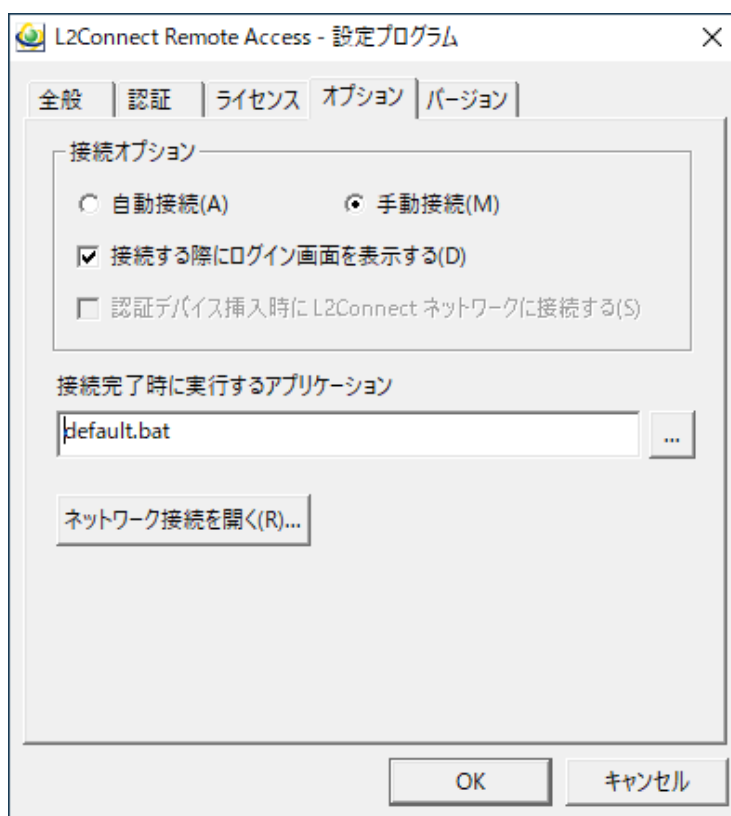 L2Connect Remote Access - 設定プログラム
全般 認証 ライセンス オプション バージョン
接続オプション
自動接続(A) 手動接続(M)
接続する際にログイン画面を表示する(D)
認証デバイス挿入時に L2Connect ネットワークに接続する(S)
接続完了時に実行するアプリケーション
default.bat ...
ネットワーク接続を開く(R)...
OK キャンセル